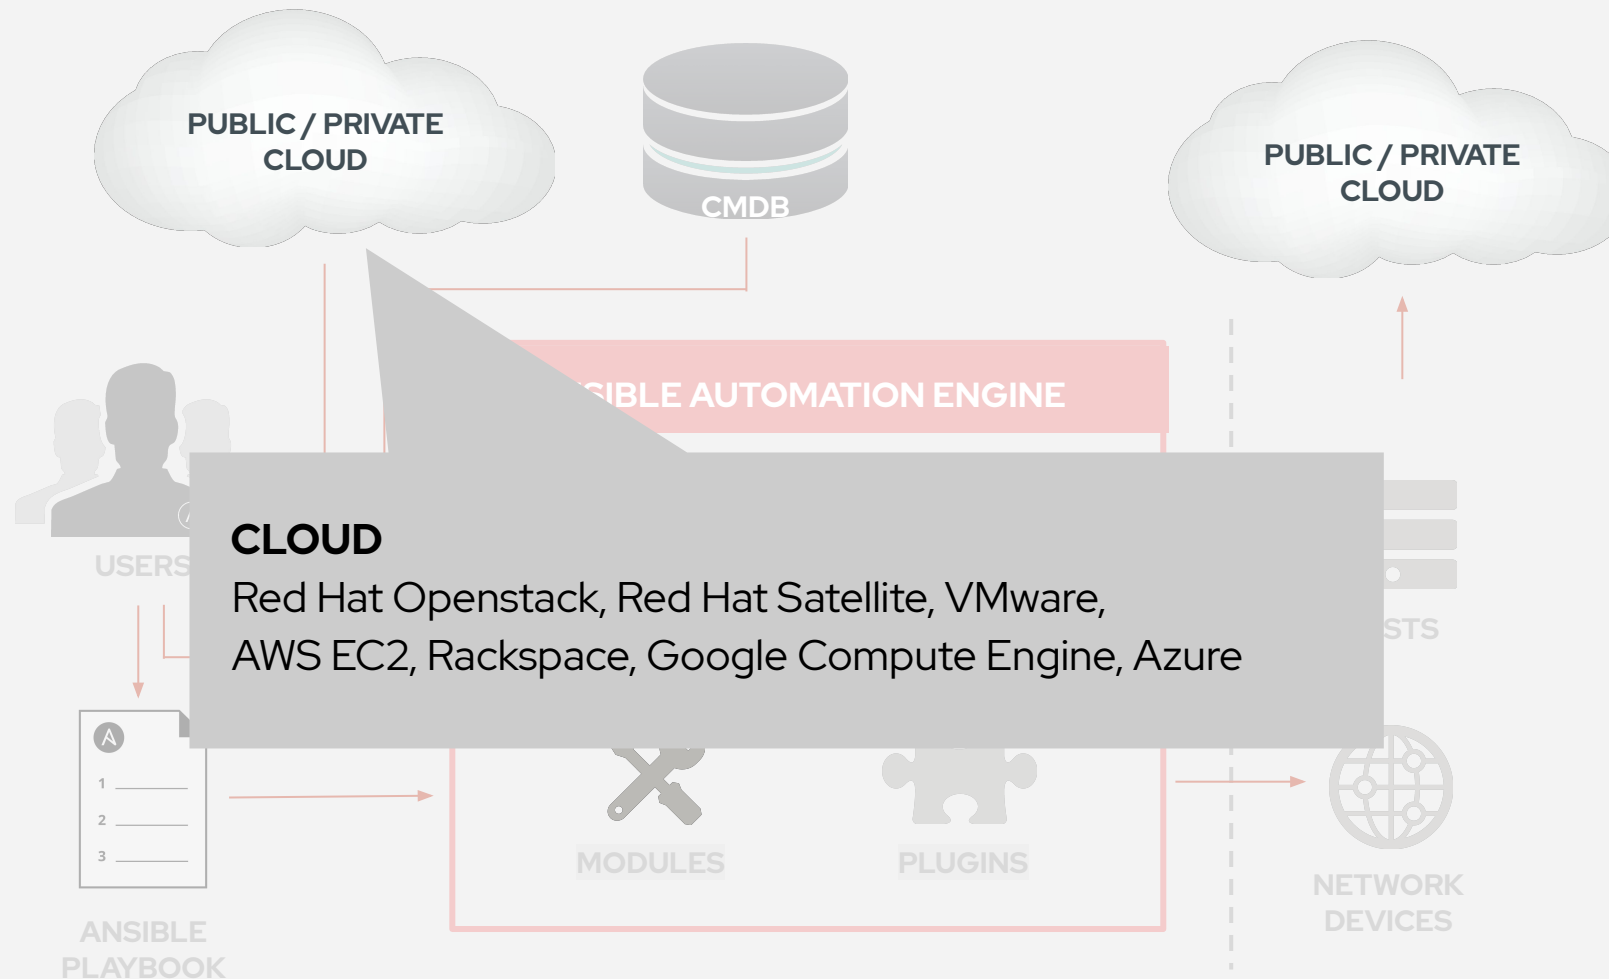 PUBLIC / PRIVATE
CLOUD
CMDB
PUBLIC / PRIVATE
CLOUD
SIBLE AUTOMATION ENGINE
USERS
CLOUD
Red Hat Openstack, Red Hat Satellite, VMware,
AWS EC2, Rackspace, Google Compute Engine, Azure
STS
1
2
3
MODULES
PLUGINS
NETWORK
DEVICES
ANSIBLE
PLAYBOOK